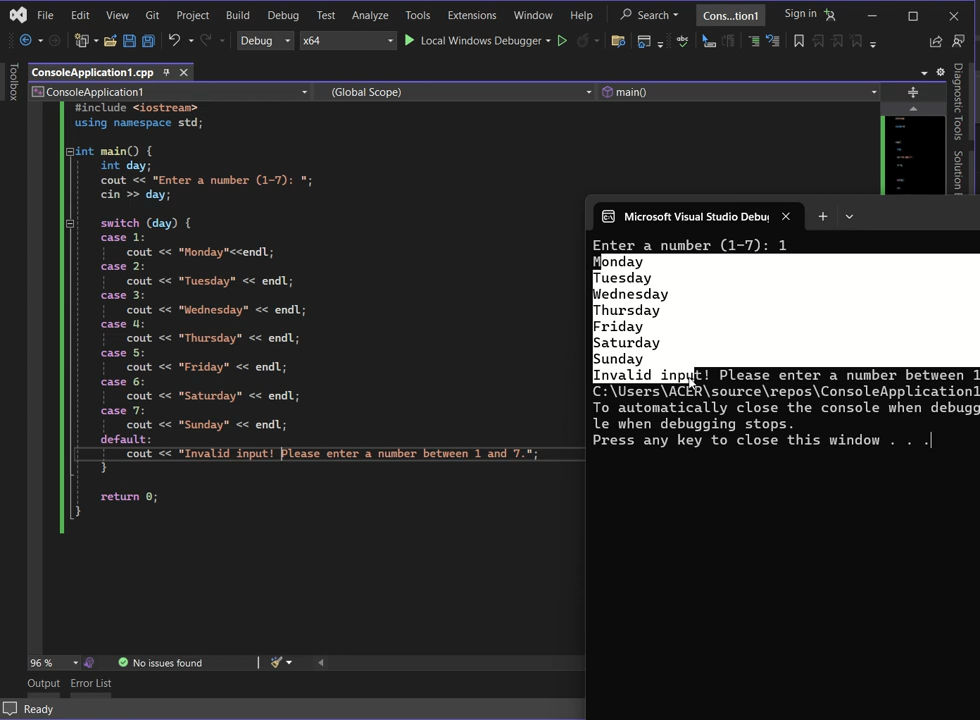 File Edit View Git Project Build Debug Test Analyze Tools Extensions Window Help Search Cons...tion1 Sign in
Debug x64 Local Windows Debugger
Toolbox
ConsoleApplication1.cpp
ConsoleApplication1 (Global Scope) main()
#include <iostream>
using namespace std;
int main() {
int day;
cout << "Enter a number (1-7): ";
cin >> day;
switch (day) {
case 1:
cout << "Monday"<<endl;
case 2:
cout << "Tuesday" << endl;
case 3:
cout << "Wednesday" << endl;
case 4:
cout << "Thursday" << endl;
case 5:
cout << "Friday" << endl;
case 6:
cout << "Saturday" << endl;
case 7:
cout << "Sunday" << endl;
default:
cout << "Invalid input! Please enter a number between 1 and 7.";
}
return 0;
}
Diagnostic Tools
Solution
Microsoft Visual Studio Debu
Enter a number (1-7): 1
Monday
Tuesday
Wednesday
Thursday
Friday
Saturday
Sunday
Invalid input! Please enter a number between 1
C:\Users\ACER\source\repos\ConsoleApplication1
To automatically close the console when debugg
le when debugging stops.
Press any key to close this window . . .
96 % No issues found
Output Error List
Ready